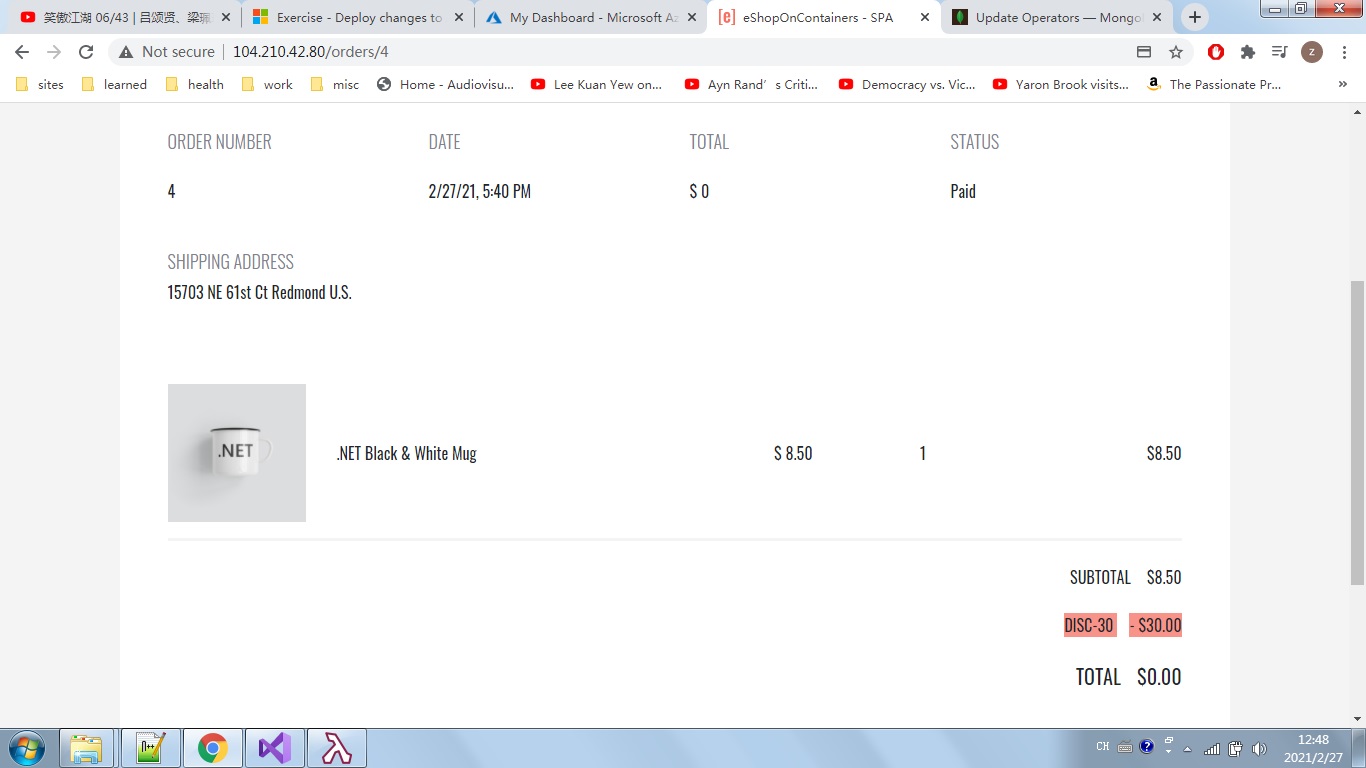 笑傲江湖 06/43 | 吕颂贤、梁
Exercise - Deploy changes to
My Dashboard - Microsoft Az
[e] eShopOnContainers - SPA
Update Operators — Mongo
Not secure | 104.210.42.80/orders/4
z
sites learned health work misc Home - Audiovisu... Lee Kuan Yew on... Ayn Rand’s Criti... Democracy vs. Vic... Yaron Brook visits... a The Passionate Pr... »
ORDER NUMBER DATE TOTAL STATUS
4 2/27/21, 5:40 PM $ 0 Paid
SHIPPING ADDRESS
15703 NE 61st Ct Redmond U.S.
.NET
.NET Black & White Mug $ 8.50 1 $8.50
SUBTOTAL $8.50
DISC-30 - $30.00
TOTAL $0.00
CH
12:48
2021/2/27